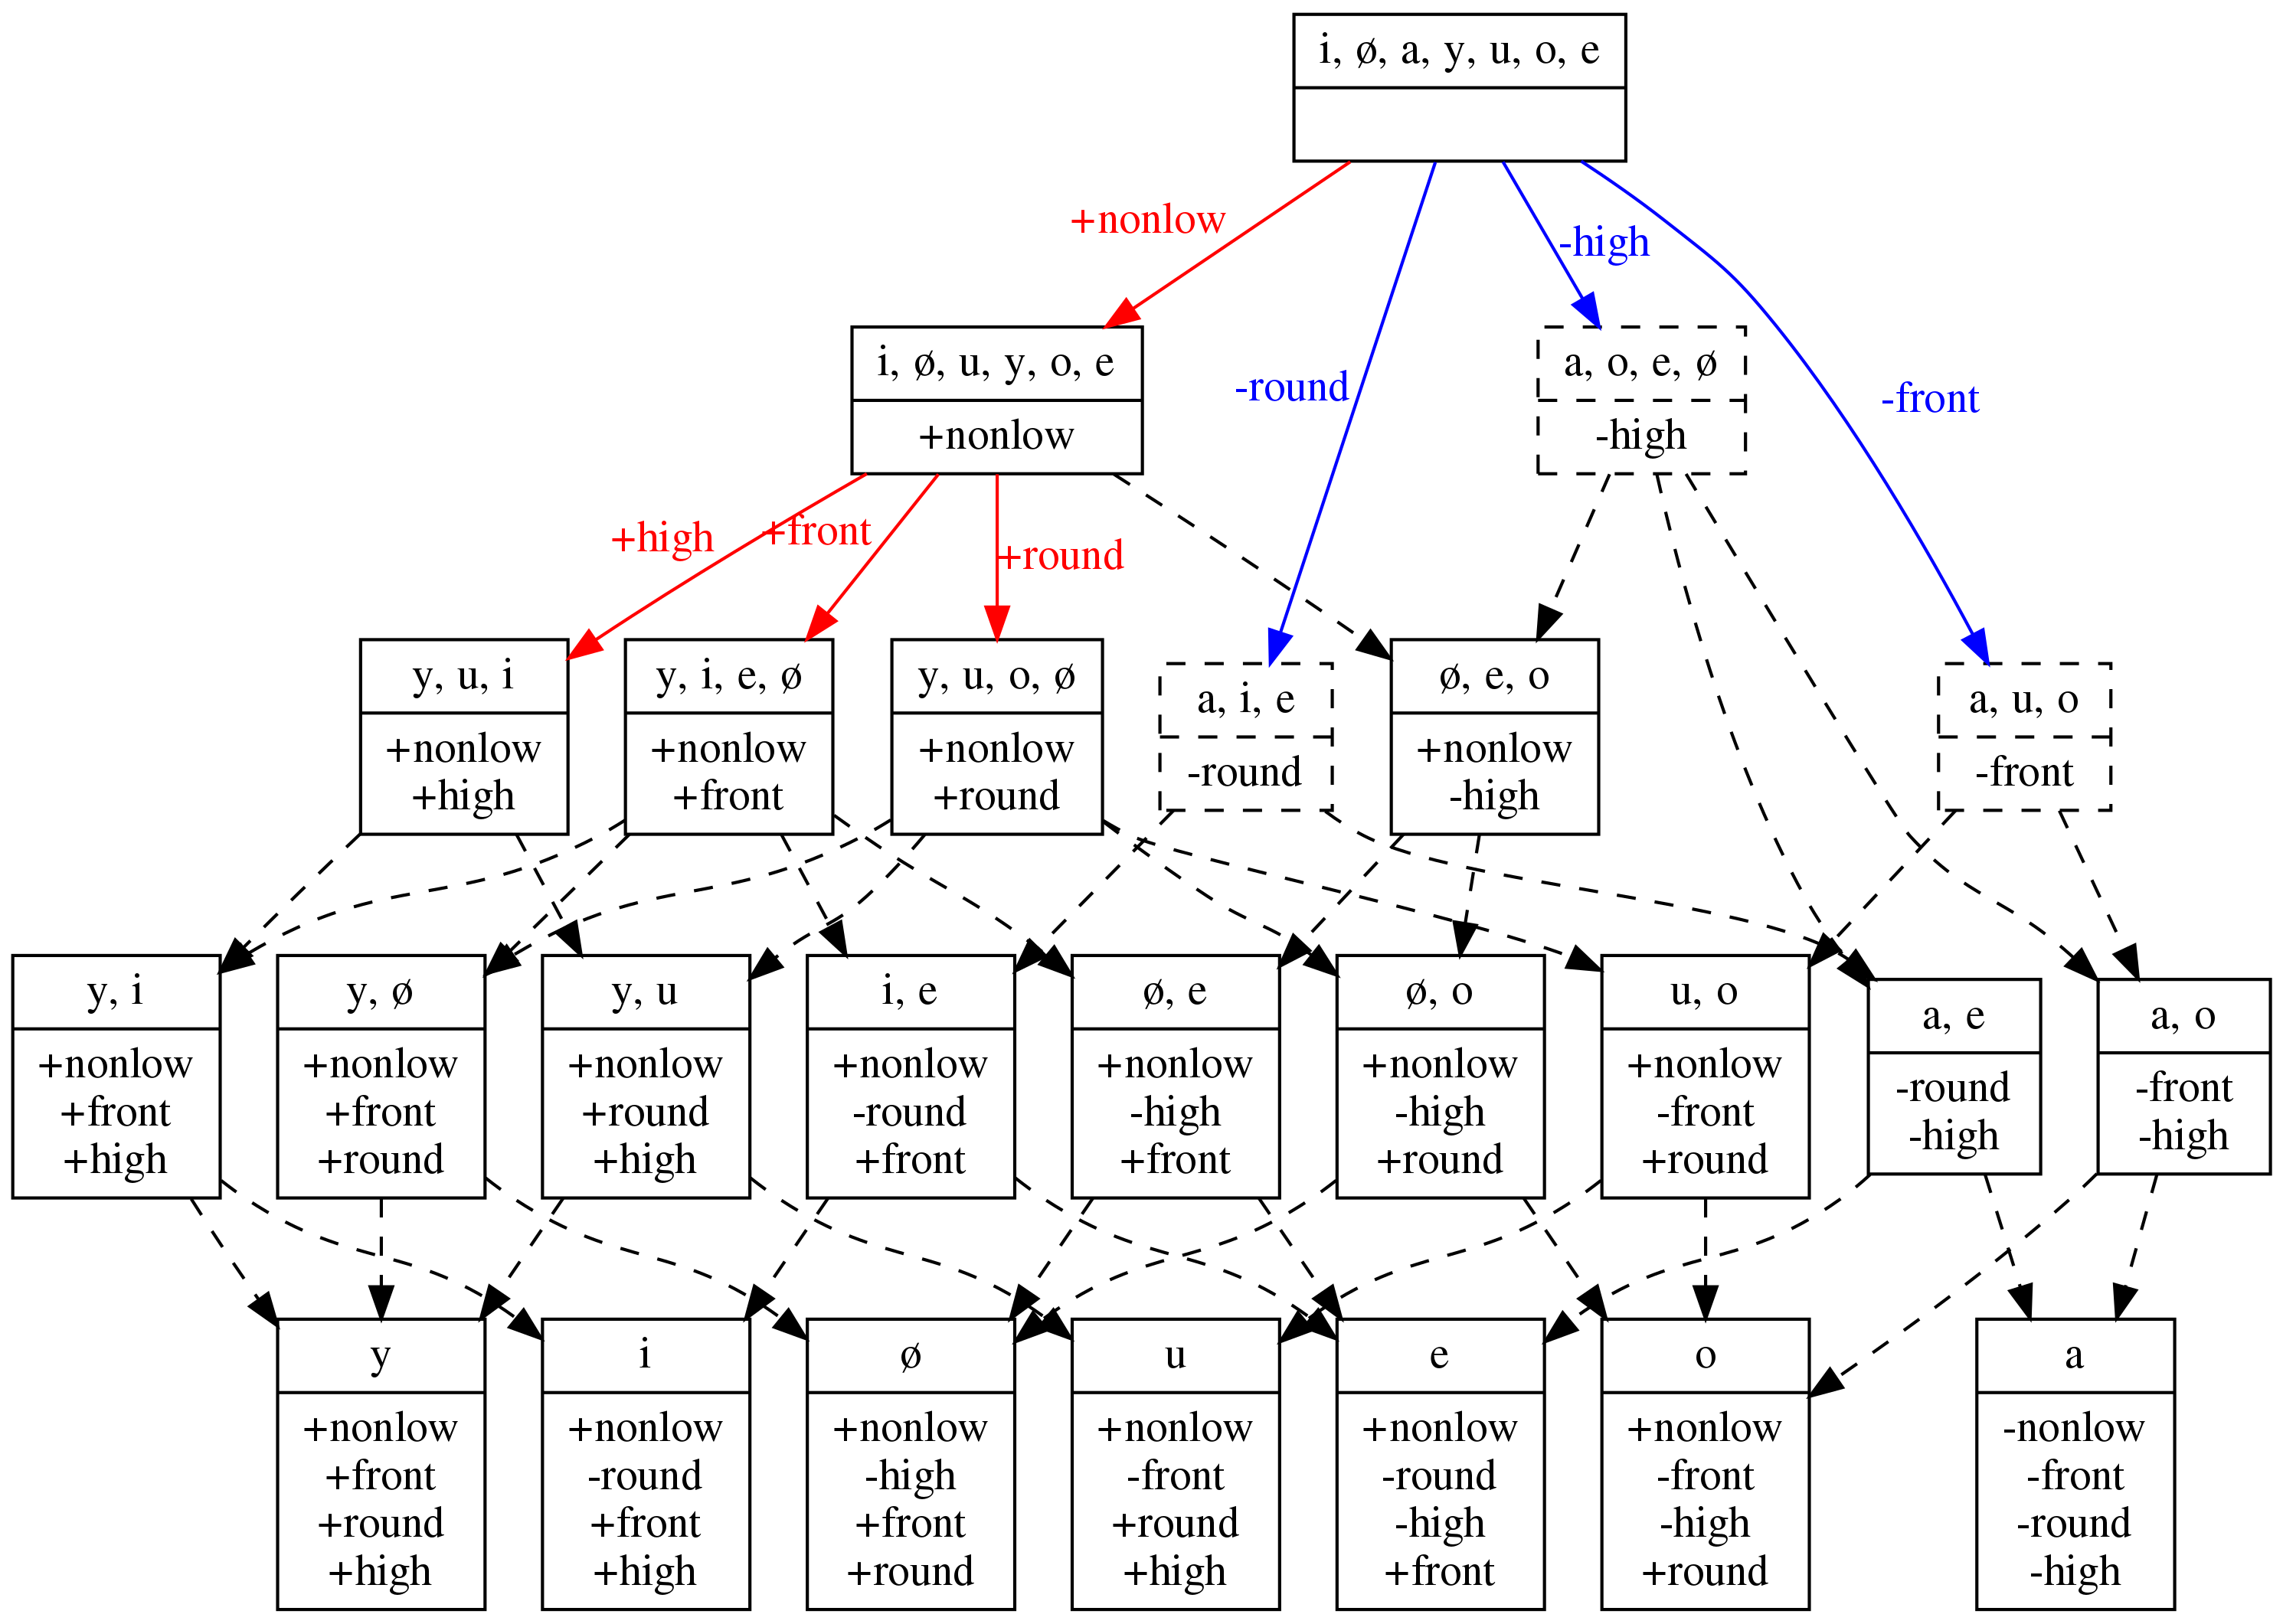 i, ø, a, y, u, o, e
+nonlow
-high
-round
-front
i, ø, u, y, o, e
+nonlow
a, o, e, ø
-high
+high
+front
+round
y, u, i
+nonlow
+high
y, i, e, ø
+nonlow
+front
y, u, o, ø
+nonlow
+round
a, i, e
-round
ø, e, o
+nonlow
-high
a, u, o
-front
y, i
+nonlow
+front
+high
y, ø
+nonlow
+front
+round
y, u
+nonlow
+round
+high
i, e
+nonlow
-round
+front
ø, e
+nonlow
-high
+front
ø, o
+nonlow
-high
+round
u, o
+nonlow
-front
+round
a, e
-round
-high
a, o
-front
-high
y
+nonlow
+front
+round
+high
i
+nonlow
-round
+front
+high
ø
+nonlow
-high
+front
+round
u
+nonlow
-front
+round
+high
e
+nonlow
-round
-high
+front
o
+nonlow
-front
-high
+round
a
-nonlow
-front
-round
-high